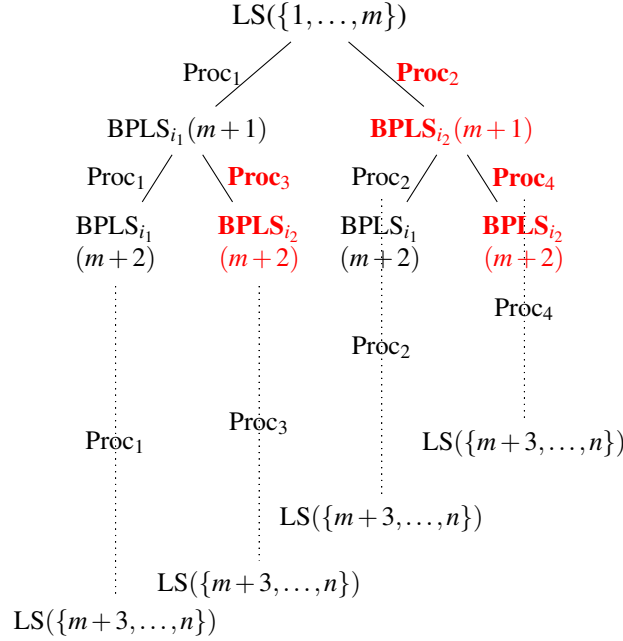 LS({1,...,m})
Proc₁ Proc₂
BPLSᵢ₁(m+1) BPLSᵢ₂(m+1)
Proc₁ Proc₃ Proc₂ Proc₄
BPLSᵢ₁ BPLSᵢ₂ BPLSᵢ₁ BPLSᵢ₂
(m+2) (m+2) (m+2) (m+2)
Proc₄
Proc₂
Proc₃
Proc₁
LS({m+3,...,n})
LS({m+3,...,n})
LS({m+3,...,n})
LS({m+3,...,n})